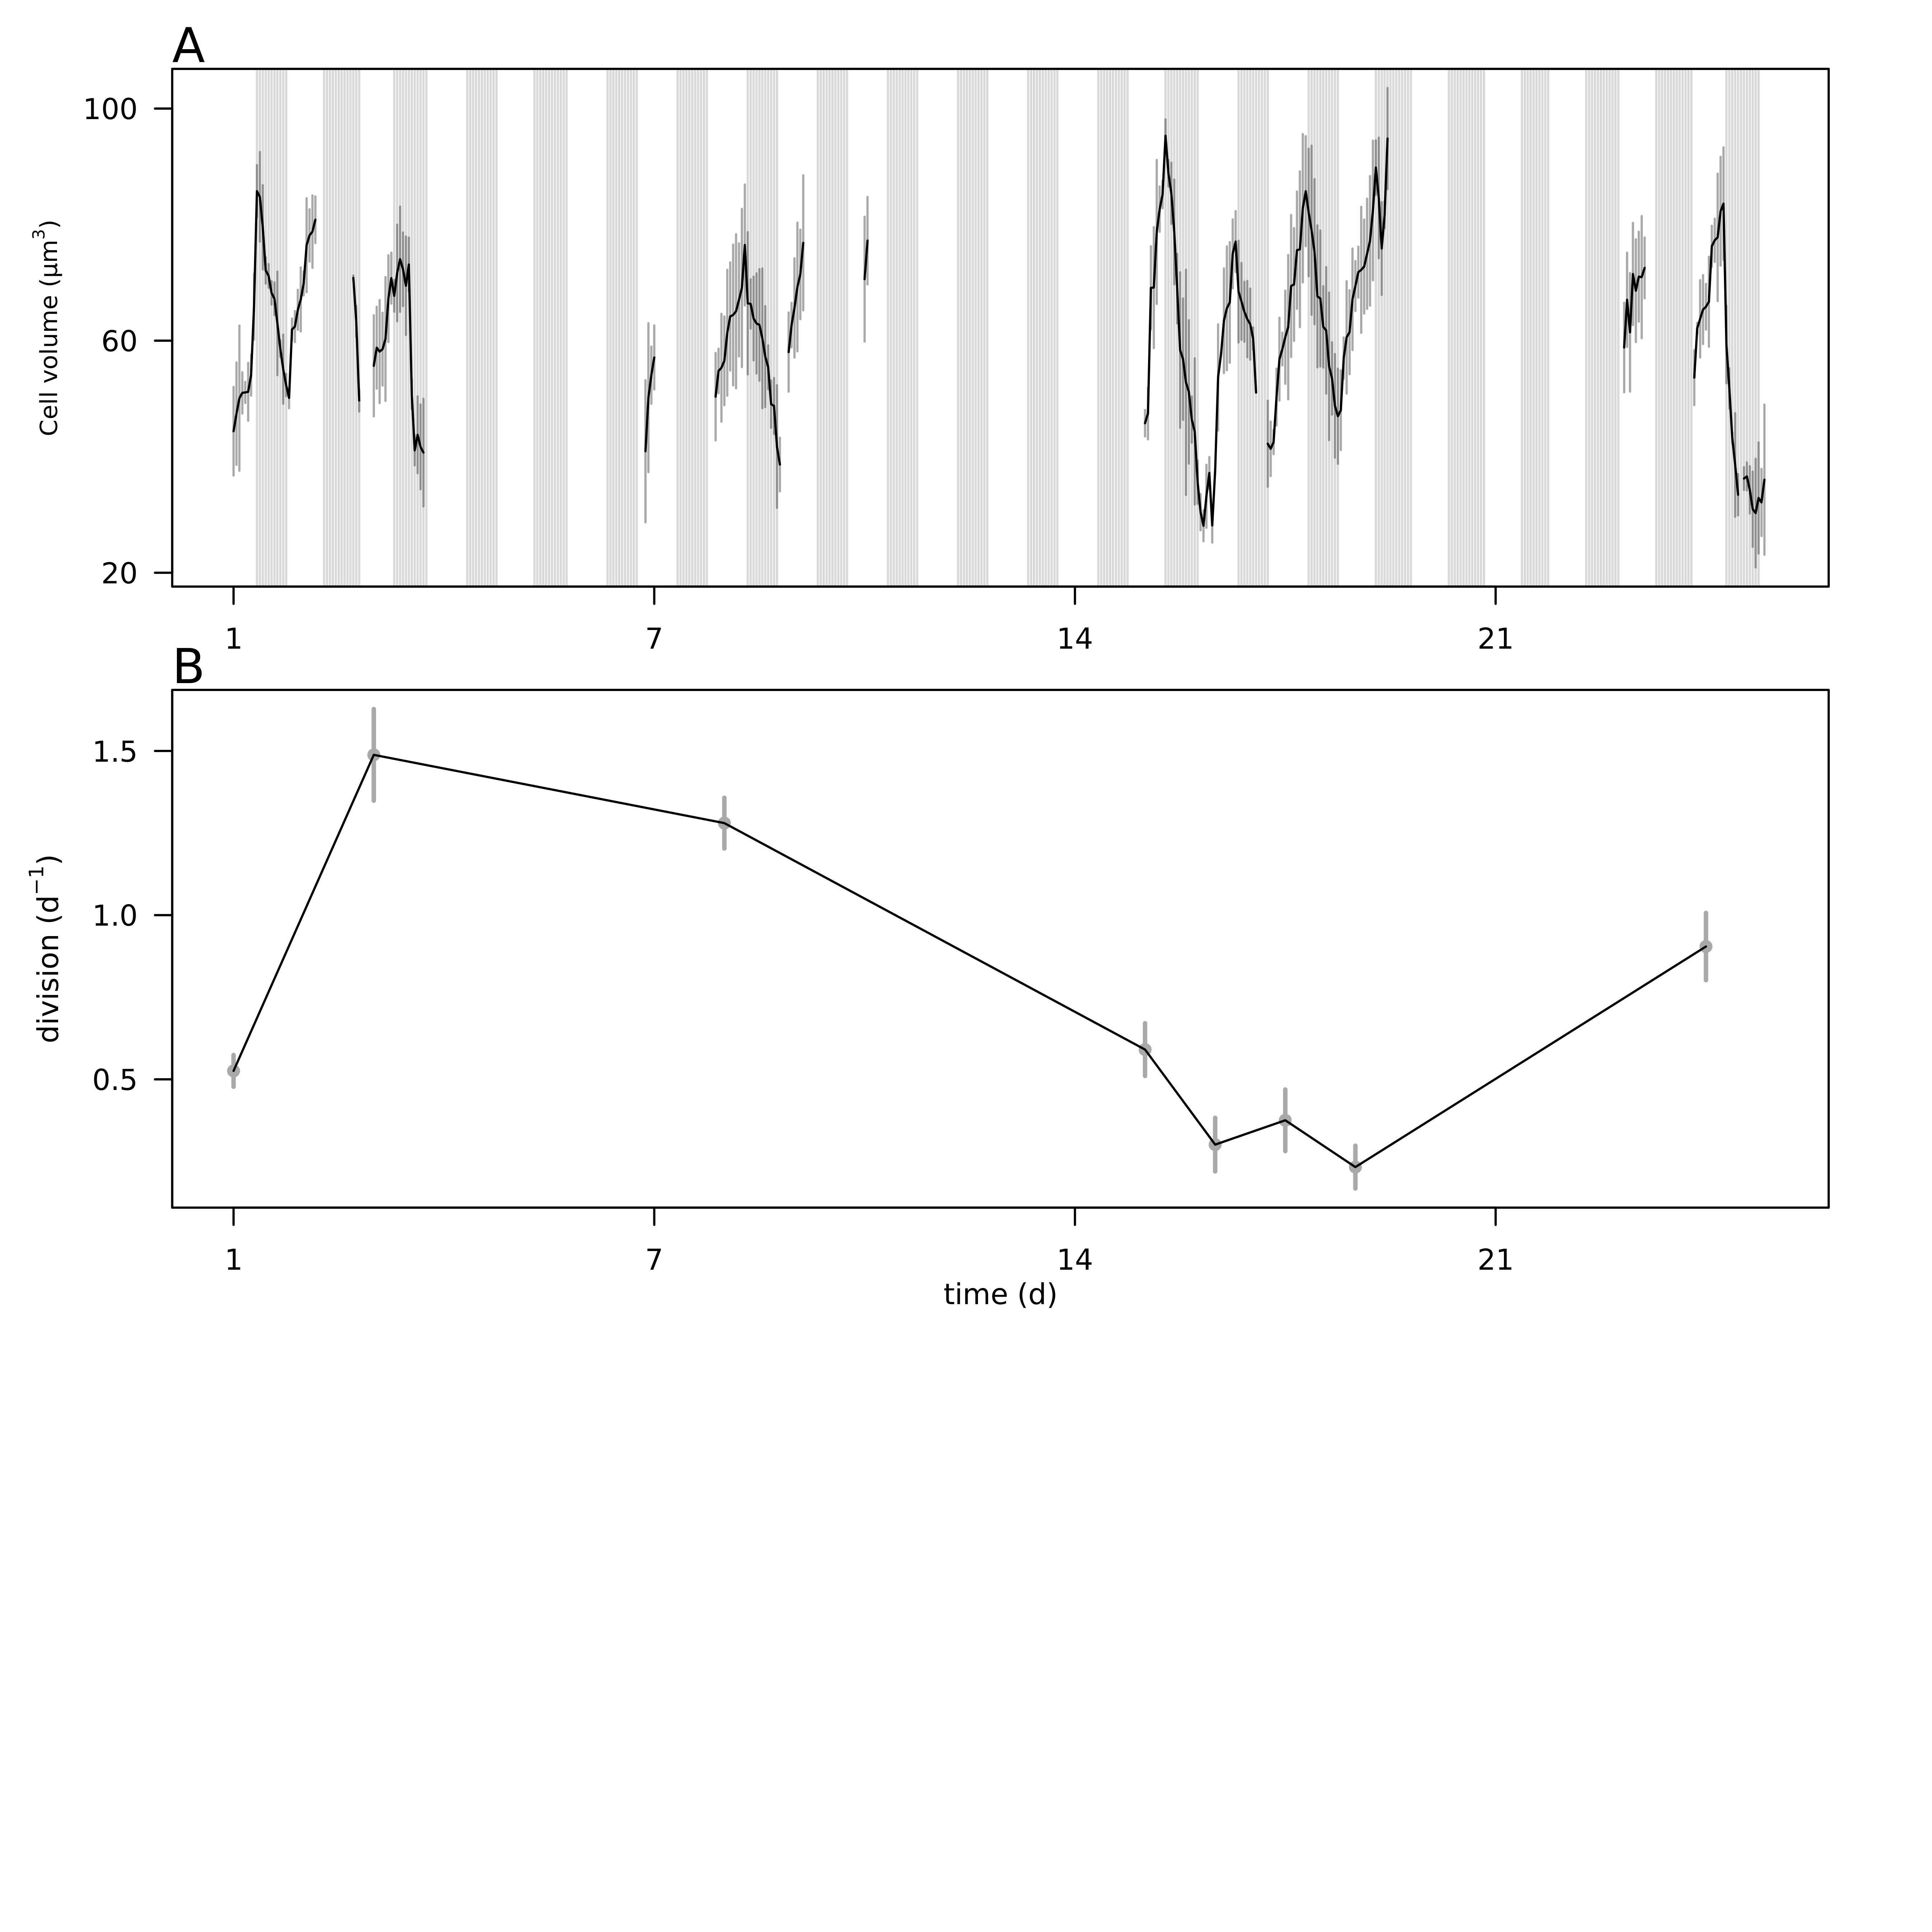 A
Cell volume (µm³)
100
60
20
1 7 14 21
B
division (d⁻¹)
1.5
1.0
0.5
1 7 14 21
time (d)